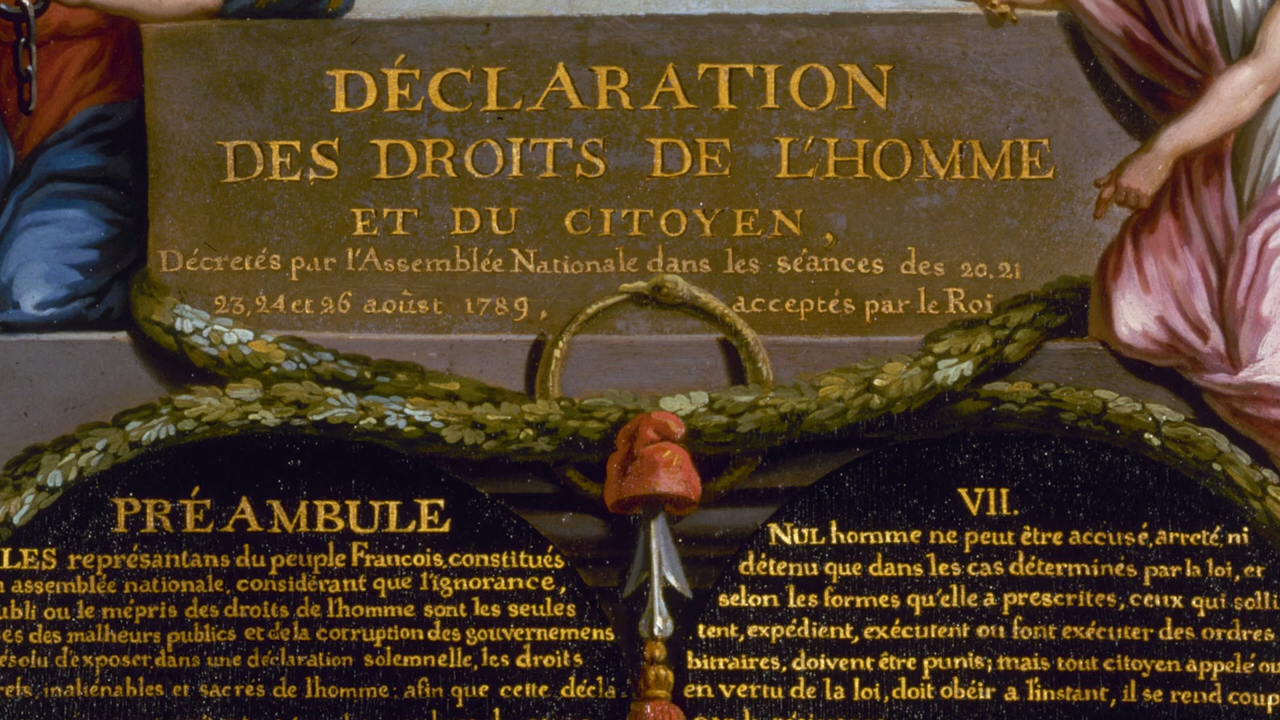 DÉCLARATION
DES DROITS DE L'HOMME
ET DU CITOYEN,
Décretés par l'Assemblée Nationale dans les séances des 20.21
23,24 et 26 aoûst 1789, acceptés par le Roi
PRÉAMBULE
LES représantans du peuple François, constitués
assemblée nationale, considérant que l'ignorance,
ubli ou le mépris des droits de l'homme sont les seules
es des malheurs publics et de la corruption des gouvernemens
ésolu d'exposer, dans une déclaration solemnelle, les droits
rels, inaliénables et sacrés de lhomme: afin que cette décla-
VII.
NUL homme ne peut être accusé, arreté, ni
détenu que dans les cas déterminés par la loi, et
selon les formes qu'elle à prescrites, ceux qui solli
tent, expédient, exécutent ou font exécuter des ordres
bitraires, doivent être punis; mais tout citoyen appelé ou
en vertu de la loi, doit obéir a l'instant, il se rend coup